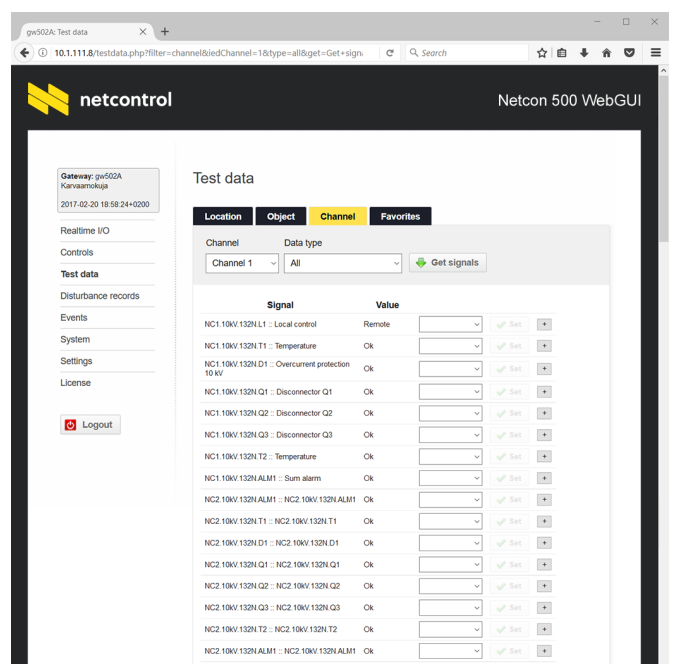 gw502A: Test data
10.1.111.8/testdata.php?filter=channel&iedChannel=1&type=all&get=Get+sign
Search
netcontrol
Netcon 500 WebGUI
Gateway: gw502A
Karvaamokuja
2017-02-20 18:58:24+0200
Realtime I/O
Controls
Test data
Disturbance records
Events
System
Settings
License
Logout
Test data
Location Object Channel Favorites
Channel Data type
Channel 1 All Get signals
Signal Value
NC1.10kV.132N.L1 :: Local control Remote Set +
NC1.10kV.132N.T1 :: Temperature Ok Set +
NC1.10kV.132N.D1 :: Overcurrent protection
10 kV Ok Set +
NC1.10kV.132N.Q1 :: Disconnector Q1 Ok Set +
NC1.10kV.132N.Q2 :: Disconnector Q2 Ok Set +
NC1.10kV.132N.Q3 :: Disconnector Q3 Ok Set +
NC1.10kV.132N.T2 :: Temperature Ok Set +
NC1.10kV.132N.ALM1 :: Sum alarm Ok Set +
NC2.10kV.132N.ALM1 :: NC2.10kV.132N.ALM1 Ok Set +
NC2.10kV.132N.T1 :: NC2.10kV.132N.T1 Ok Set +
NC2.10kV.132N.D1 :: NC2.10kV.132N.D1 Ok Set +
NC2.10kV.132N.Q1 :: NC2.10kV.132N.Q1 Ok Set +
NC2.10kV.132N.Q2 :: NC2.10kV.132N.Q2 Ok Set +
NC2.10kV.132N.Q3 :: NC2.10kV.132N.Q3 Ok Set +
NC2.10kV.132N.T2 :: NC2.10kV.132N.T2 Ok Set +
NC2.10kV.132N.ALM1 :: NC2.10kV.132N.ALM1 Ok Set +